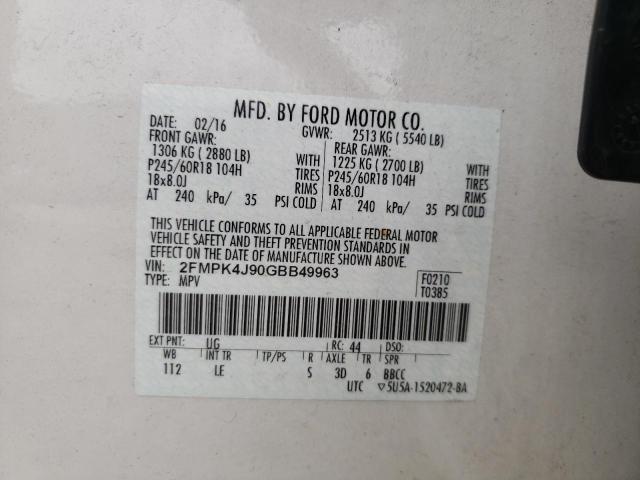 MFD. BY FORD MOTOR CO.
DATE: 02/16 GVWR: 2513 KG ( 5540 LB)
FRONT GAWR: REAR GAWR:
1306 KG ( 2880 LB) WITH 1225 KG ( 2700 LB) WITH
P245/60R18 104H TIRES P245/60R18 104H TIRES
18x8.0J RIMS 18x8.0J RIMS
AT 240 kPa/ 35 PSI COLD AT 240 kPa/ 35 PSI COLD
THIS VEHICLE CONFORMS TO ALL APPLICABLE FEDERAL MOTOR
VEHICLE SAFETY AND THEFT PREVENTION STANDARDS IN
EFFECT ON THE DATE OF MANUFACTURE SHOWN ABOVE.
VIN: 2FMPK4J90GBB49963 F0210
TYPE: MPV T0385
EXT PNT: UG RC: 44 DSO:
WB INT TR TP/PS R AXLE TR SPR
112 LE S 3D 6 BBCC
UTC ▽5U5A-1520472-BA